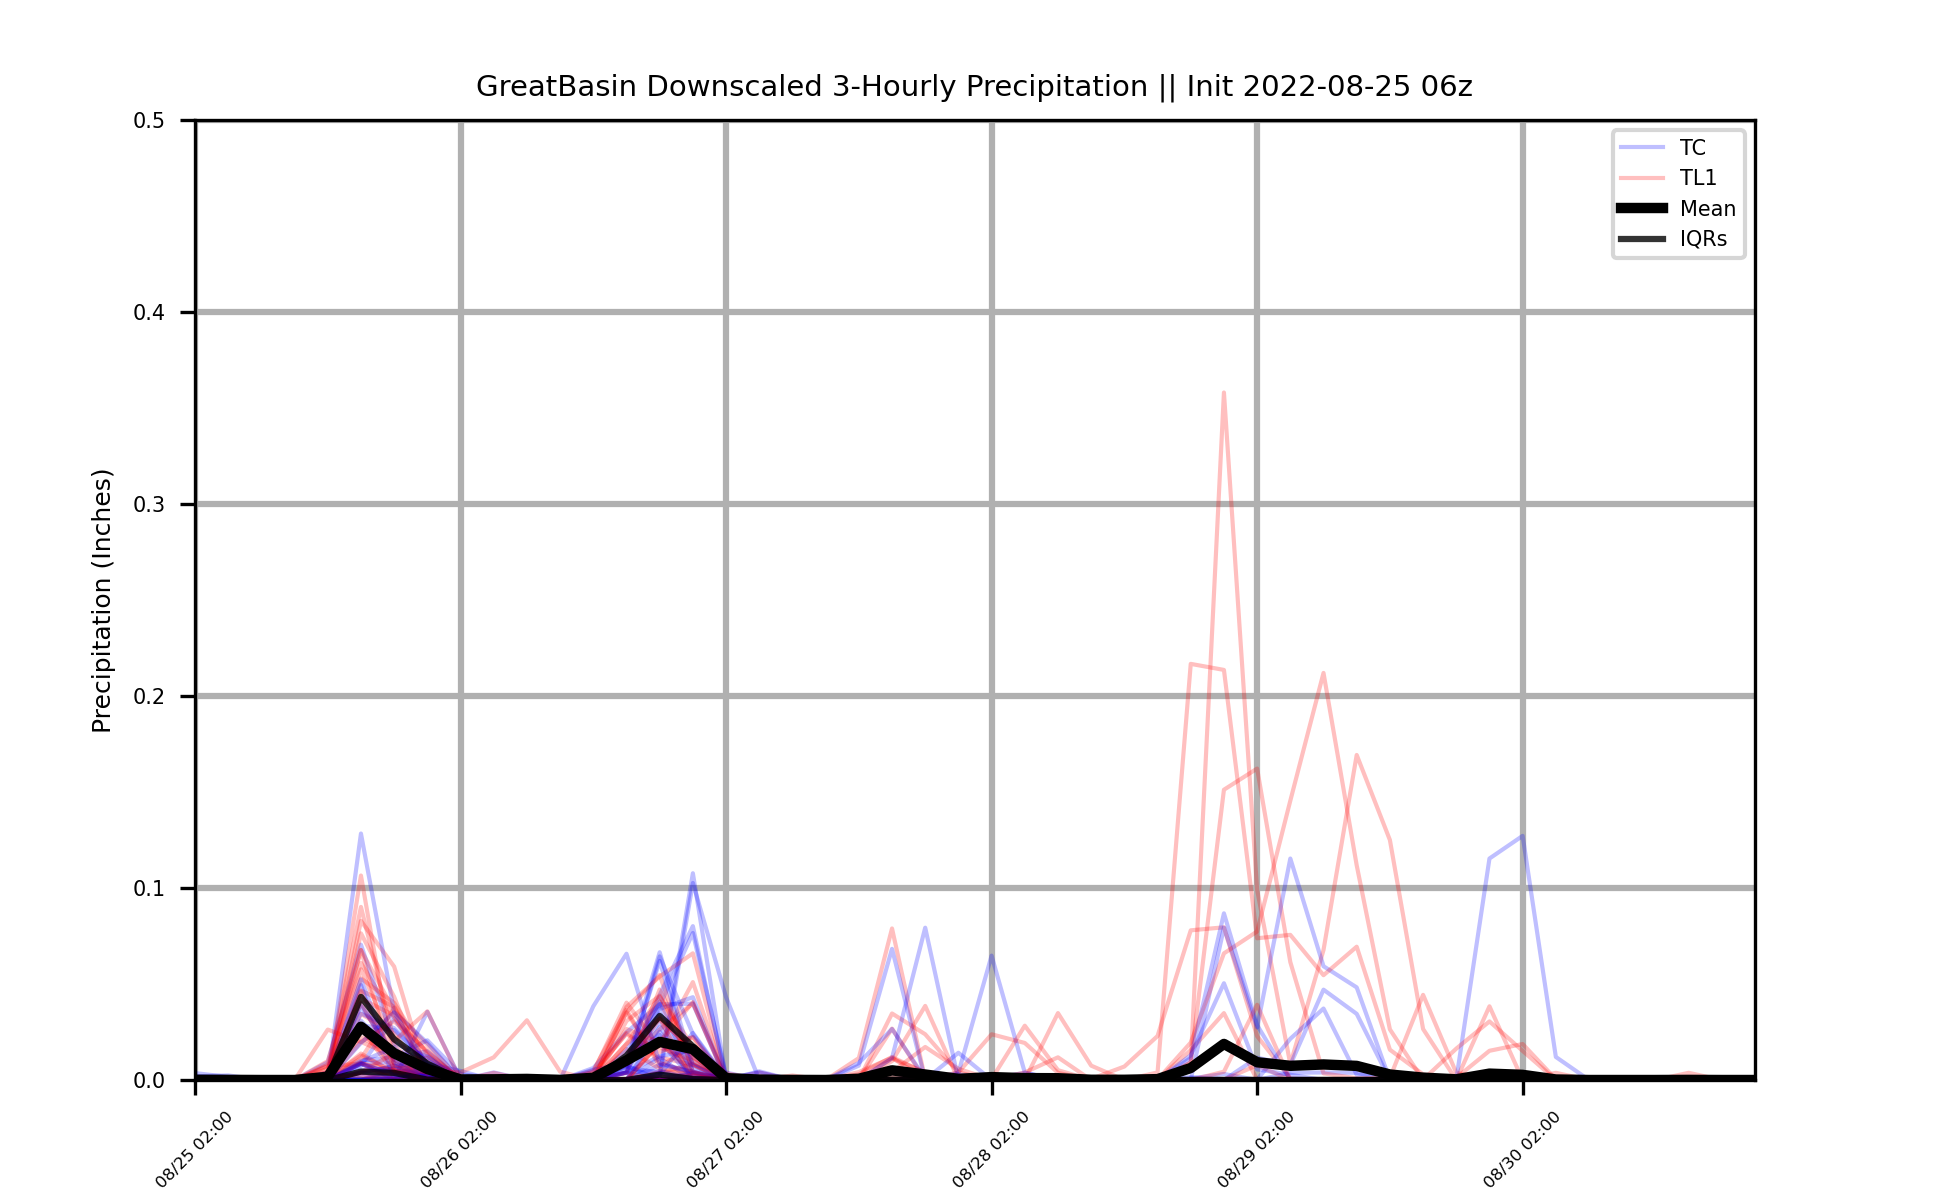 GreatBasin Downscaled 3-Hourly Precipitation || Init 2022-08-25 06z
Precipitation (Inches)
0.5
0.4
0.3
0.2
0.1
0.0
TC
TL1
Mean
IQRs
08/25 02:00
08/26 02:00
08/27 02:00
08/28 02:00
08/29 02:00
08/30 02:00